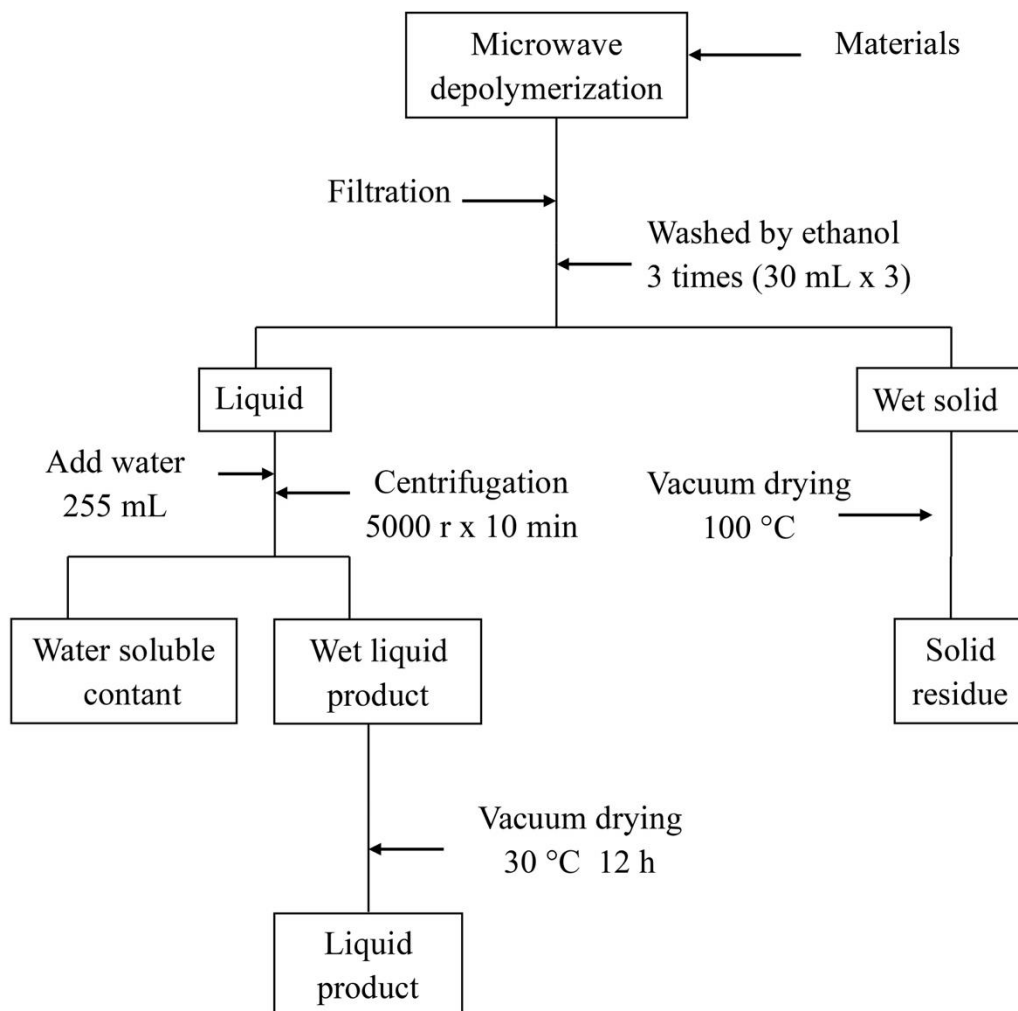 Microwave
depolymerization
Materials
Filtration
Washed by ethanol
3 times (30 mL x 3)
Liquid
Wet solid
Add water
255 mL
Centrifugation
5000 r x 10 min
Vacuum drying
100 °C
Water soluble
contant
Wet liquid
product
Solid
residue
Vacuum drying
30 °C 12 h
Liquid
product